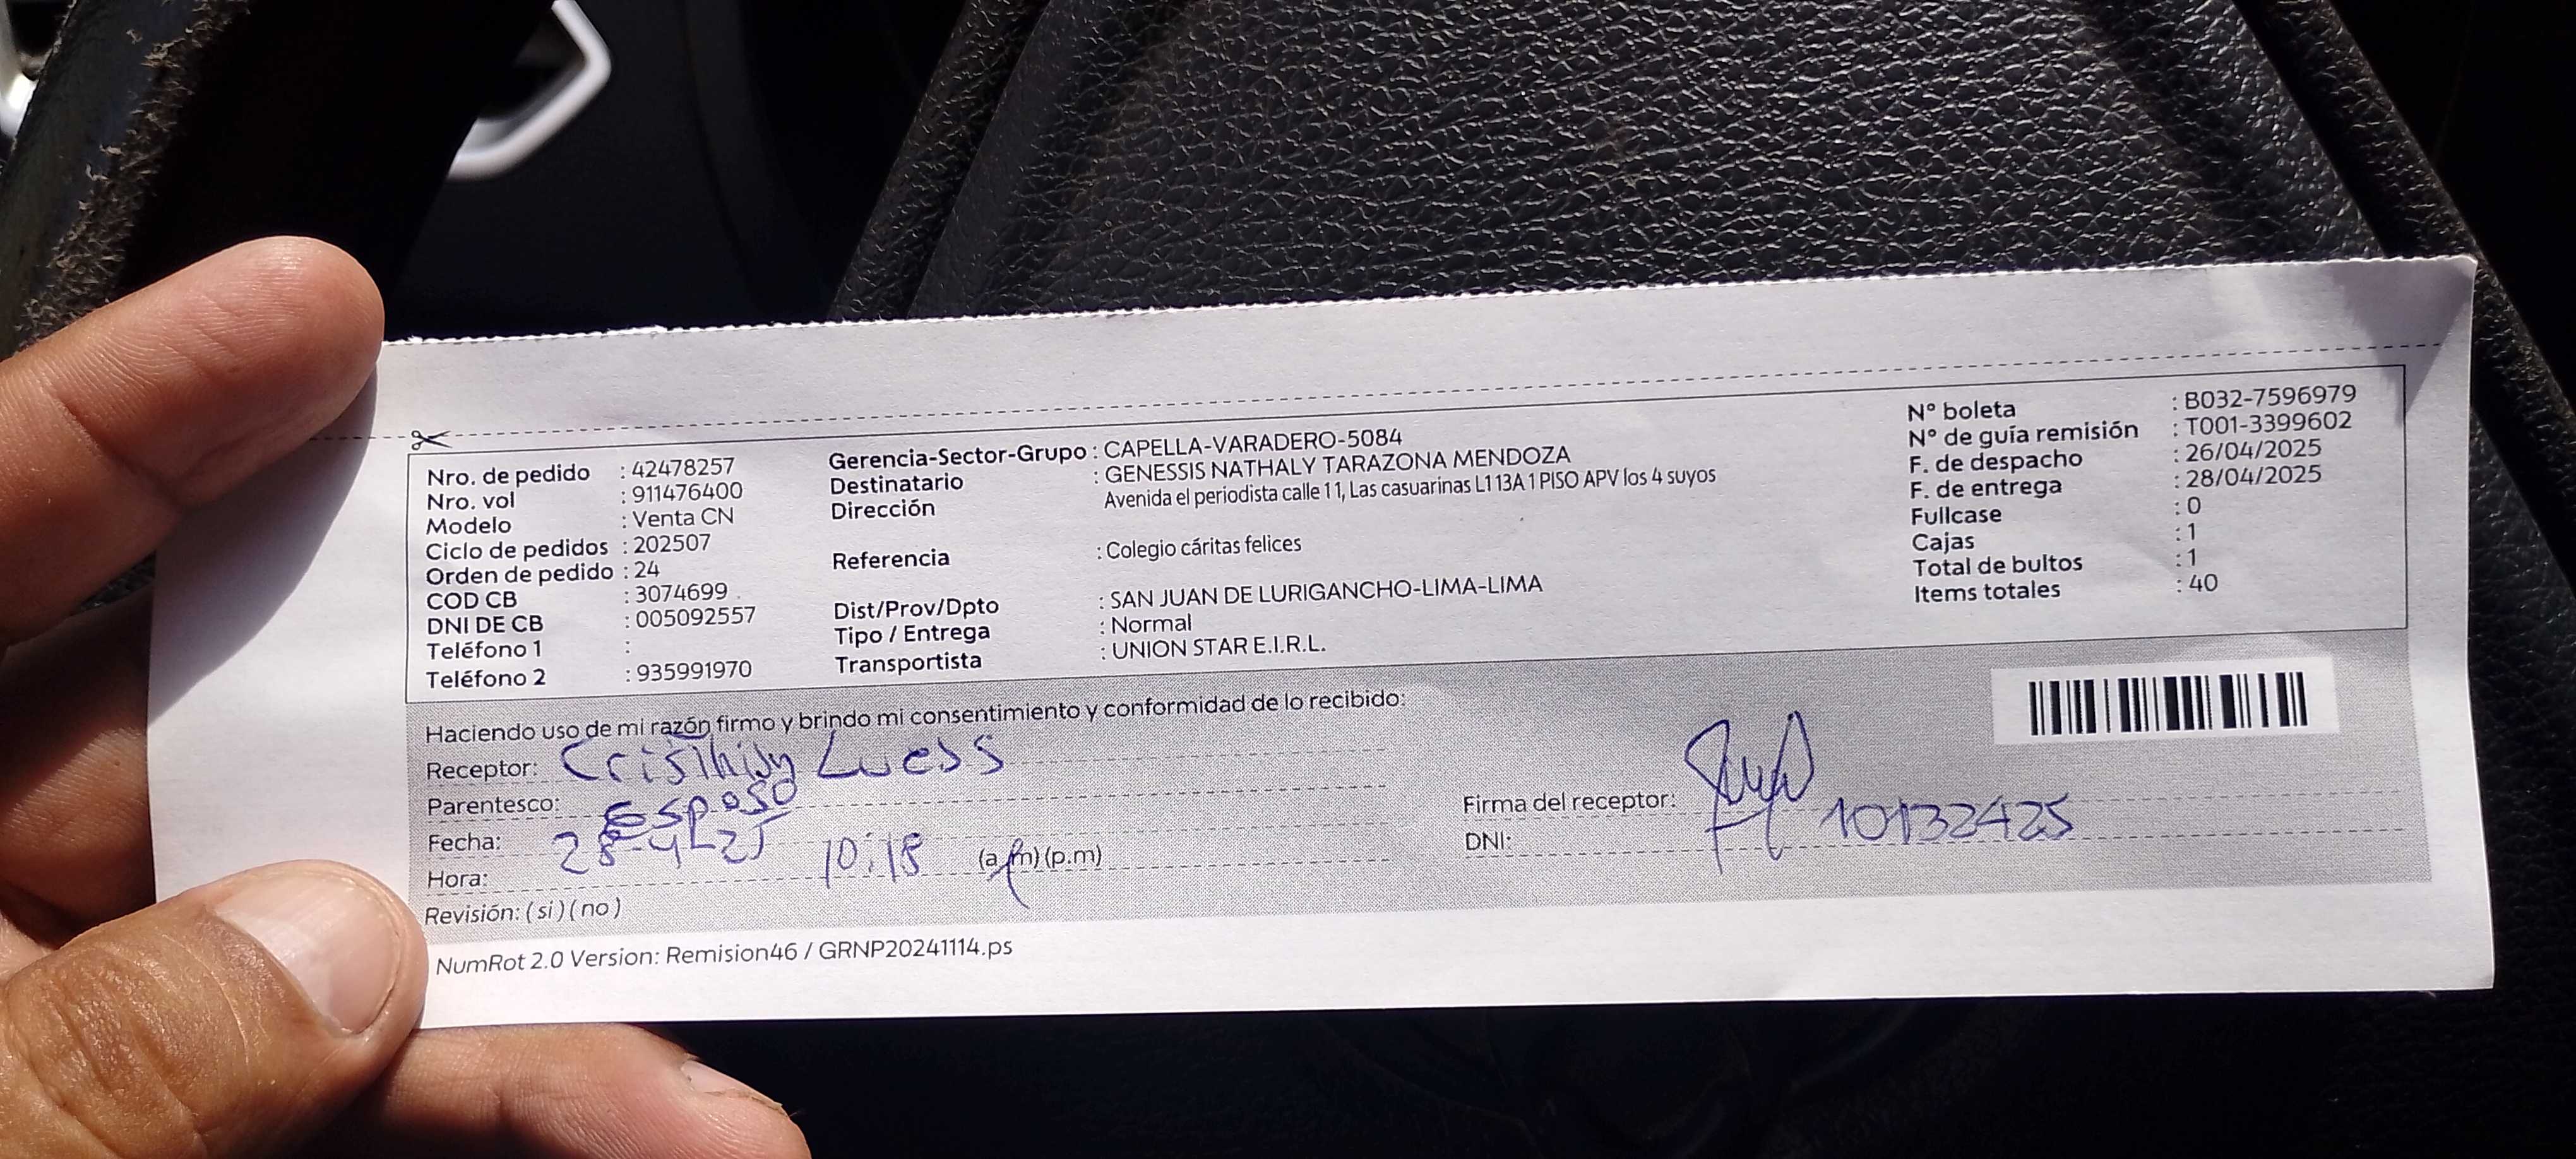 Nro. de pedido : 42478257
Nro. vol : 911476400
Modelo : Venta CN
Ciclo de pedidos : 202507
Orden de pedido : 24
COD CB : 3074699
DNI DE CB : 005092557
Teléfono 1 :
Teléfono 2 : 935991970
Gerencia-Sector-Grupo : CAPELLA-VARADERO-5084
Destinatario : GENESSIS NATHALY TARAZONA MENDOZA
Dirección Avenida el periodista calle 11, Las casuarinas L113A 1 PISO APV los 4 suyos
Referencia : Colegio cáritas felices
Dist/Prov/Dpto : SAN JUAN DE LURIGANCHO-LIMA-LIMA
Tipo / Entrega : Normal
Transportista : UNION STAR E.I.R.L.
N° boleta : B032-7596979
N° de guía remisión : T001-3399602
F. de despacho : 26/04/2025
F. de entrega : 28/04/2025
Fullcase : 0
Cajas : 1
Total de bultos : 1
Items totales : 40
Haciendo uso de mi razón firmo y brindo mi consentimiento y conformidad de lo recibido:
Receptor:
Parentesco: Esposo
Fecha: 28-4-25
Hora: 10:18 (a.m) (p.m)
Revisión: ( si ) ( no )
Firma del receptor:
DNI: 10132425
NumRot 2.0 Version: Remision46 / GRNP20241114.ps